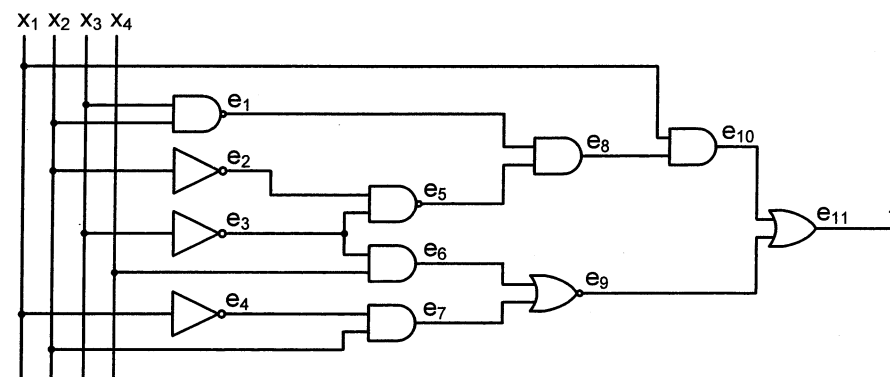 x₁ x₂ x₃ x₄
e₁
e₂
e₃
e₄
e₅
e₆
e₇
e₈
e₉
e₁₀
e₁₁